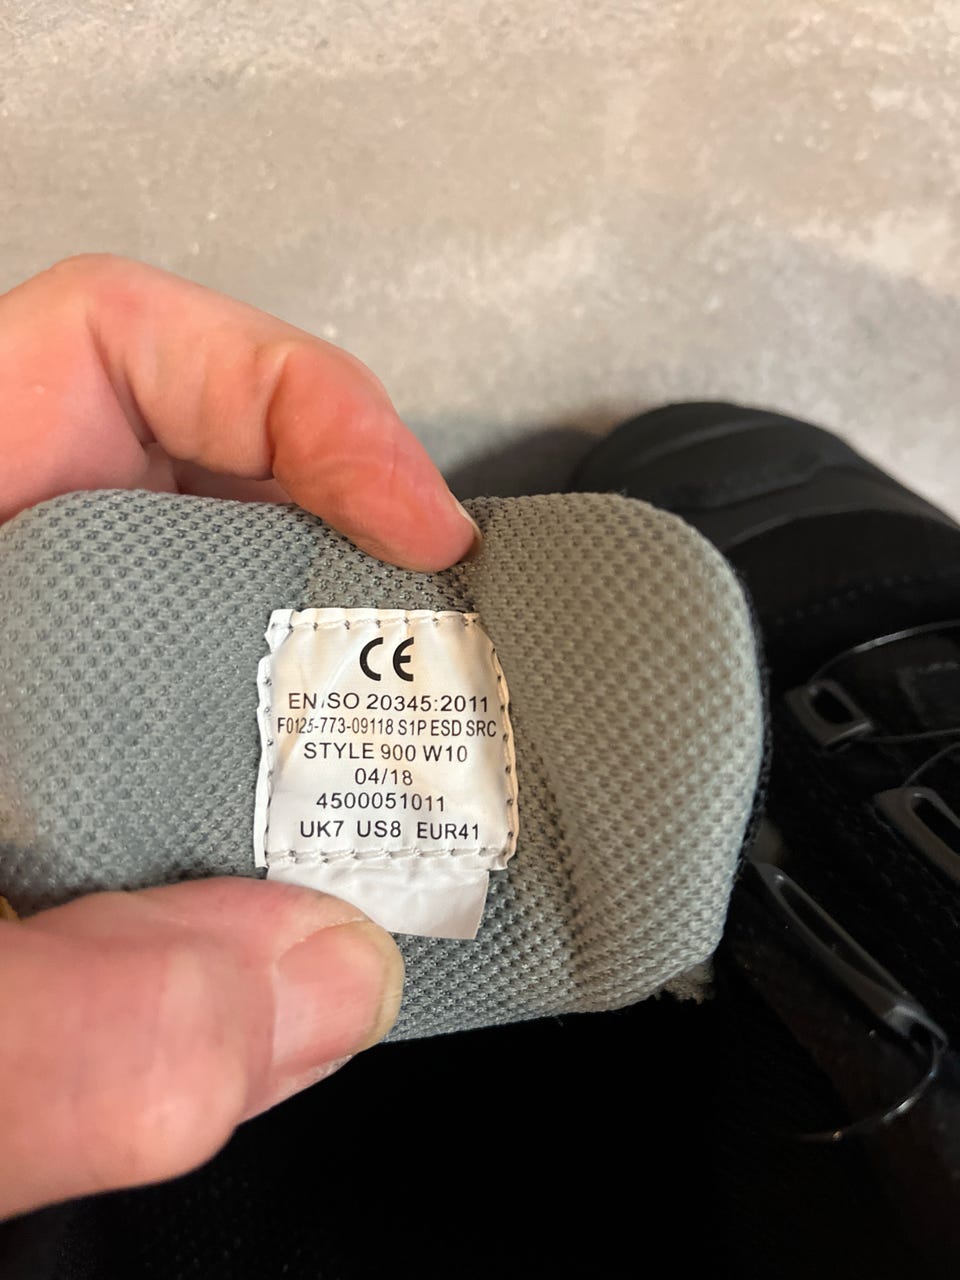 CE
EN ISO 20345:2011
F0125-773-09118 S1P ESD SRC
STYLE 900 W10
04/18
4500051011
UK7 US8 EUR41